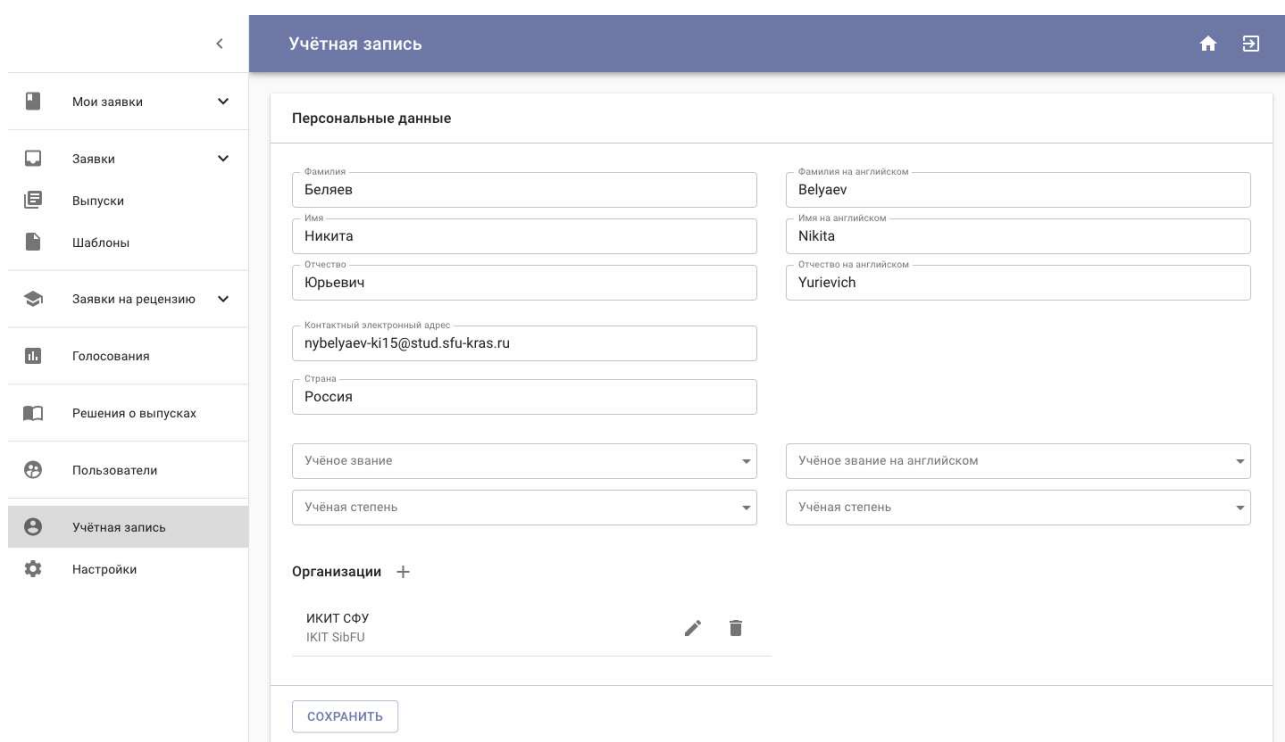 Учётная запись
Мои заявки
Заявки
Выпуски
Шаблоны
Заявки на рецензию
Голосования
Решения о выпусках
Пользователи
Учётная запись
Настройки
Персональные данные
Фамилия
Беляев
Фамилия на английском
Belyaev
Имя
Никита
Имя на английском
Nikita
Отчество
Юрьевич
Отчество на английском
Yurievich
Контактный электронный адрес
nybelyaev-ki15@stud.sfu-kras.ru
Страна
Россия
Учёное звание
Учёное звание на английском
Учёная степень
Учёная степень
Организации +
ИКИТ СФУ
IKIT SibFU
СОХРАНИТЬ